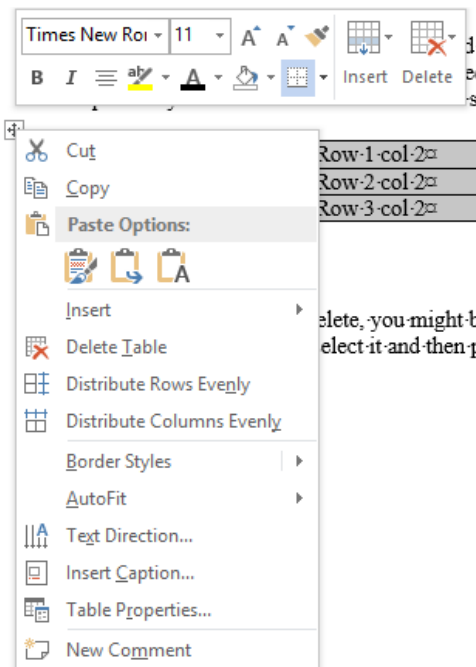 Times New Ror 11 A A
B I ab A Insert Delete
Cut
Copy
Row·1·col·2¤
Row·2·col·2¤
Row·3·col·2¤
Paste Options:
A
Insert
elete,·you·might·b
Delete Table
elect·it·and·then·p
Distribute Rows Evenly
Distribute Columns Evenly
Border Styles
AutoFit
Text Direction...
Insert Caption...
Table Properties...
New Comment